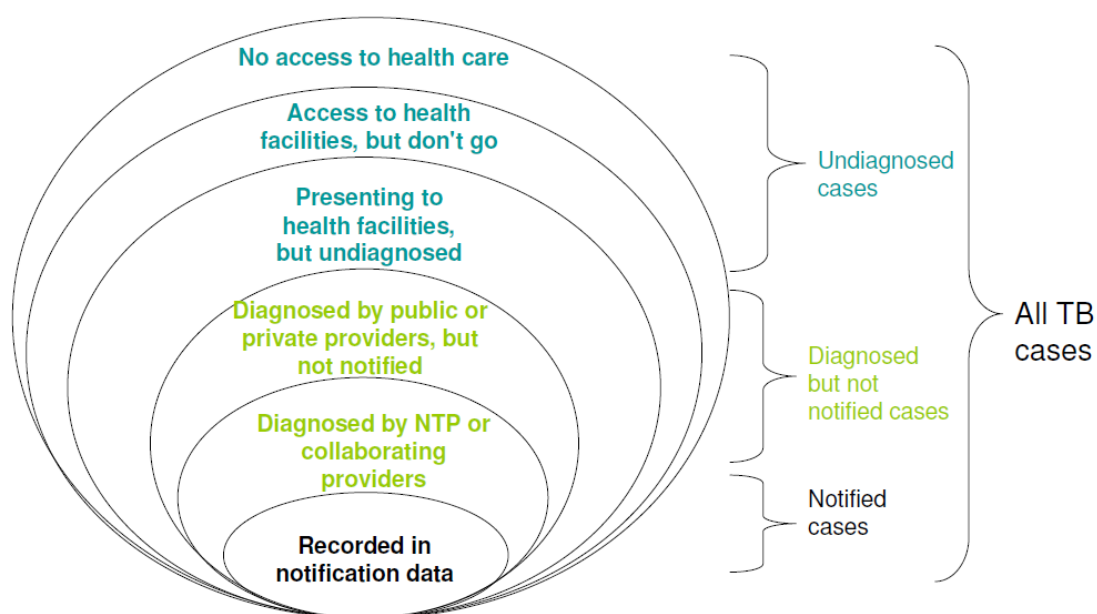 No access to health care
Access to health
facilities, but don't go
Presenting to
health facilities,
but undiagnosed
Diagnosed by public or
private providers, but
not notified
Diagnosed by NTP or
collaborating
providers
Recorded in
notification data
Undiagnosed
cases
Diagnosed
but not
notified cases
Notified
cases
All TB
cases